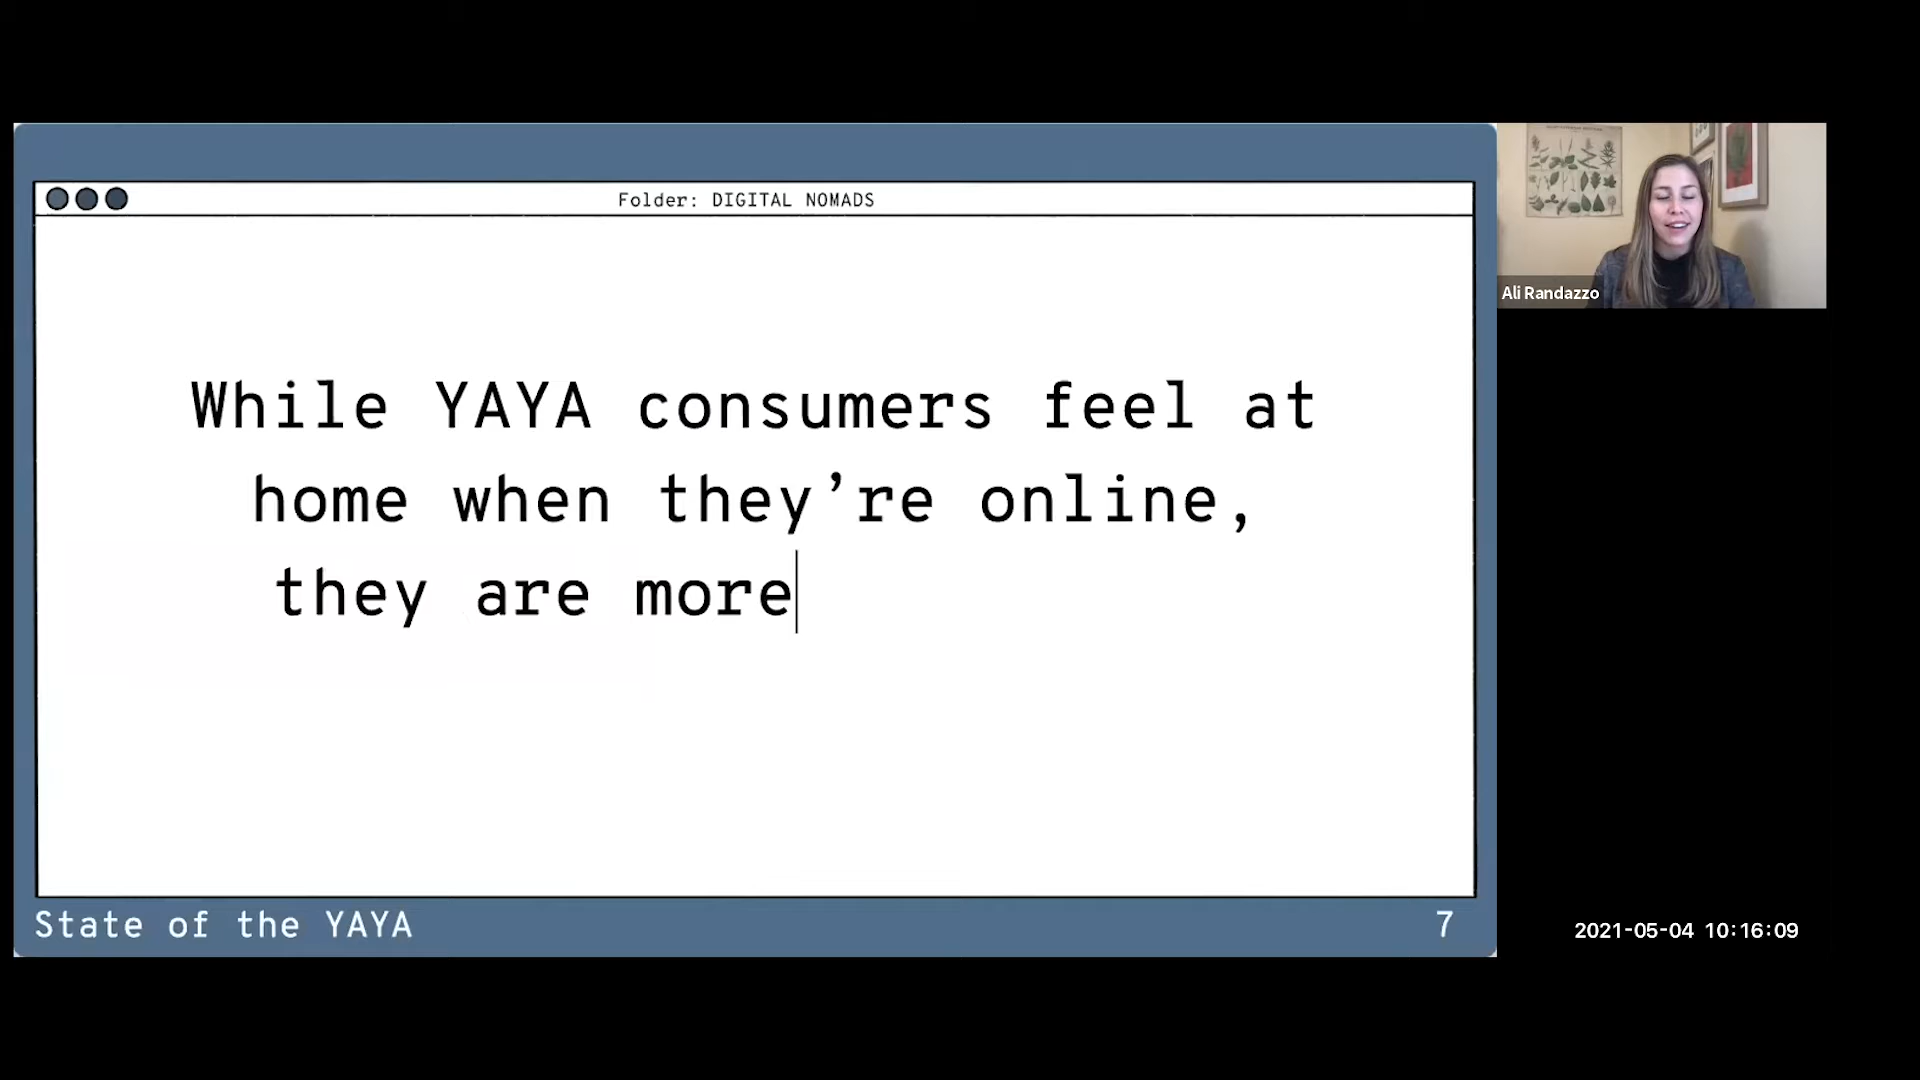 Folder: DIGITAL NOMADS
While YAYA consumers feel at
home when they’re online,
they are more
State of the YAYA
7
Ali Randazzo
2021-05-04 10:16:09